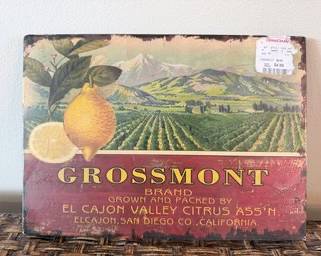 GROSSMONT
BRAND
GROWN AND PACKED BY
EL CAJON VALLEY CITRUS ASS'N
EL CAJON, SAN DIEGO CO., CALIFORNIA